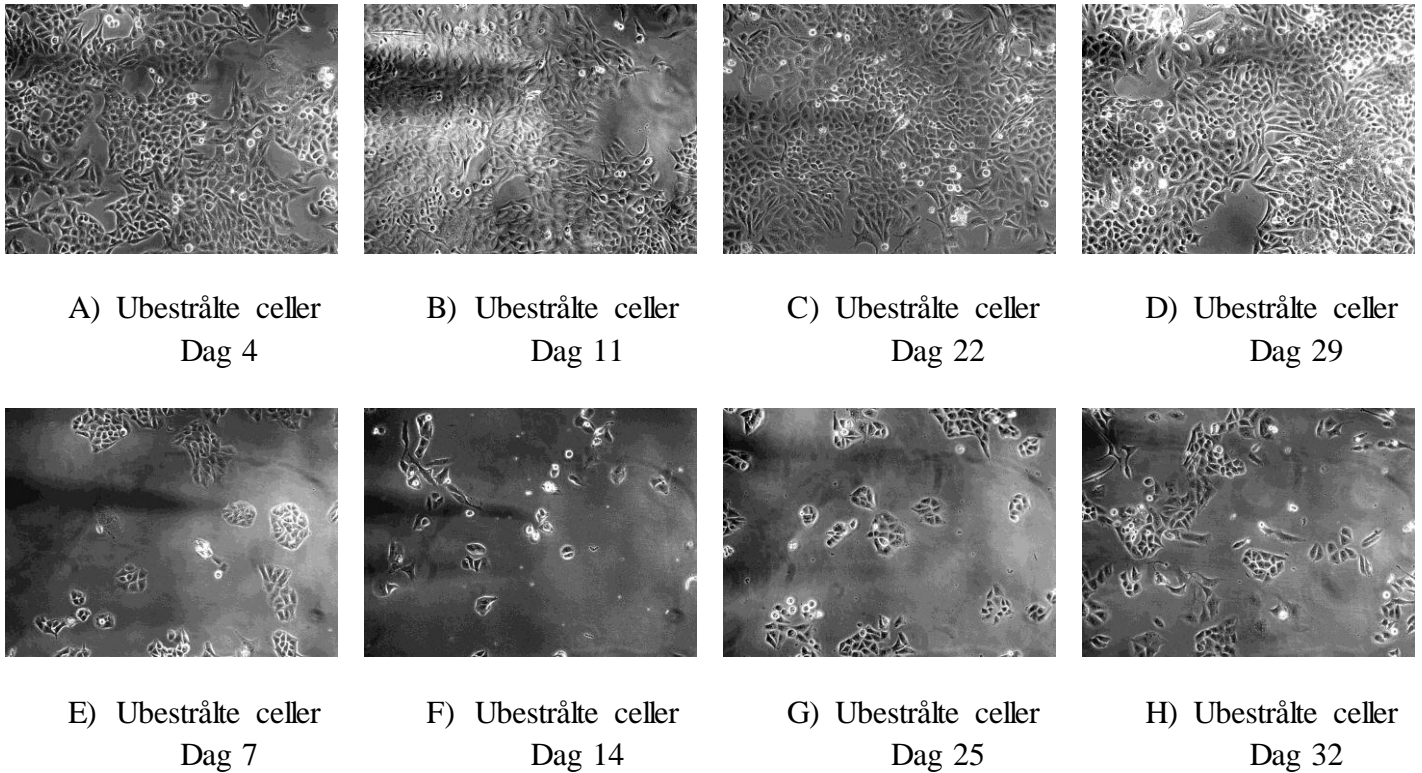 A) Ubestrålte celler
Dag 4
B) Ubestrålte celler
Dag 11
C) Ubestrålte celler
Dag 22
D) Ubestrålte celler
Dag 29
E) Ubestrålte celler
Dag 7
F) Ubestrålte celler
Dag 14
G) Ubestrålte celler
Dag 25
H) Ubestrålte celler
Dag 32